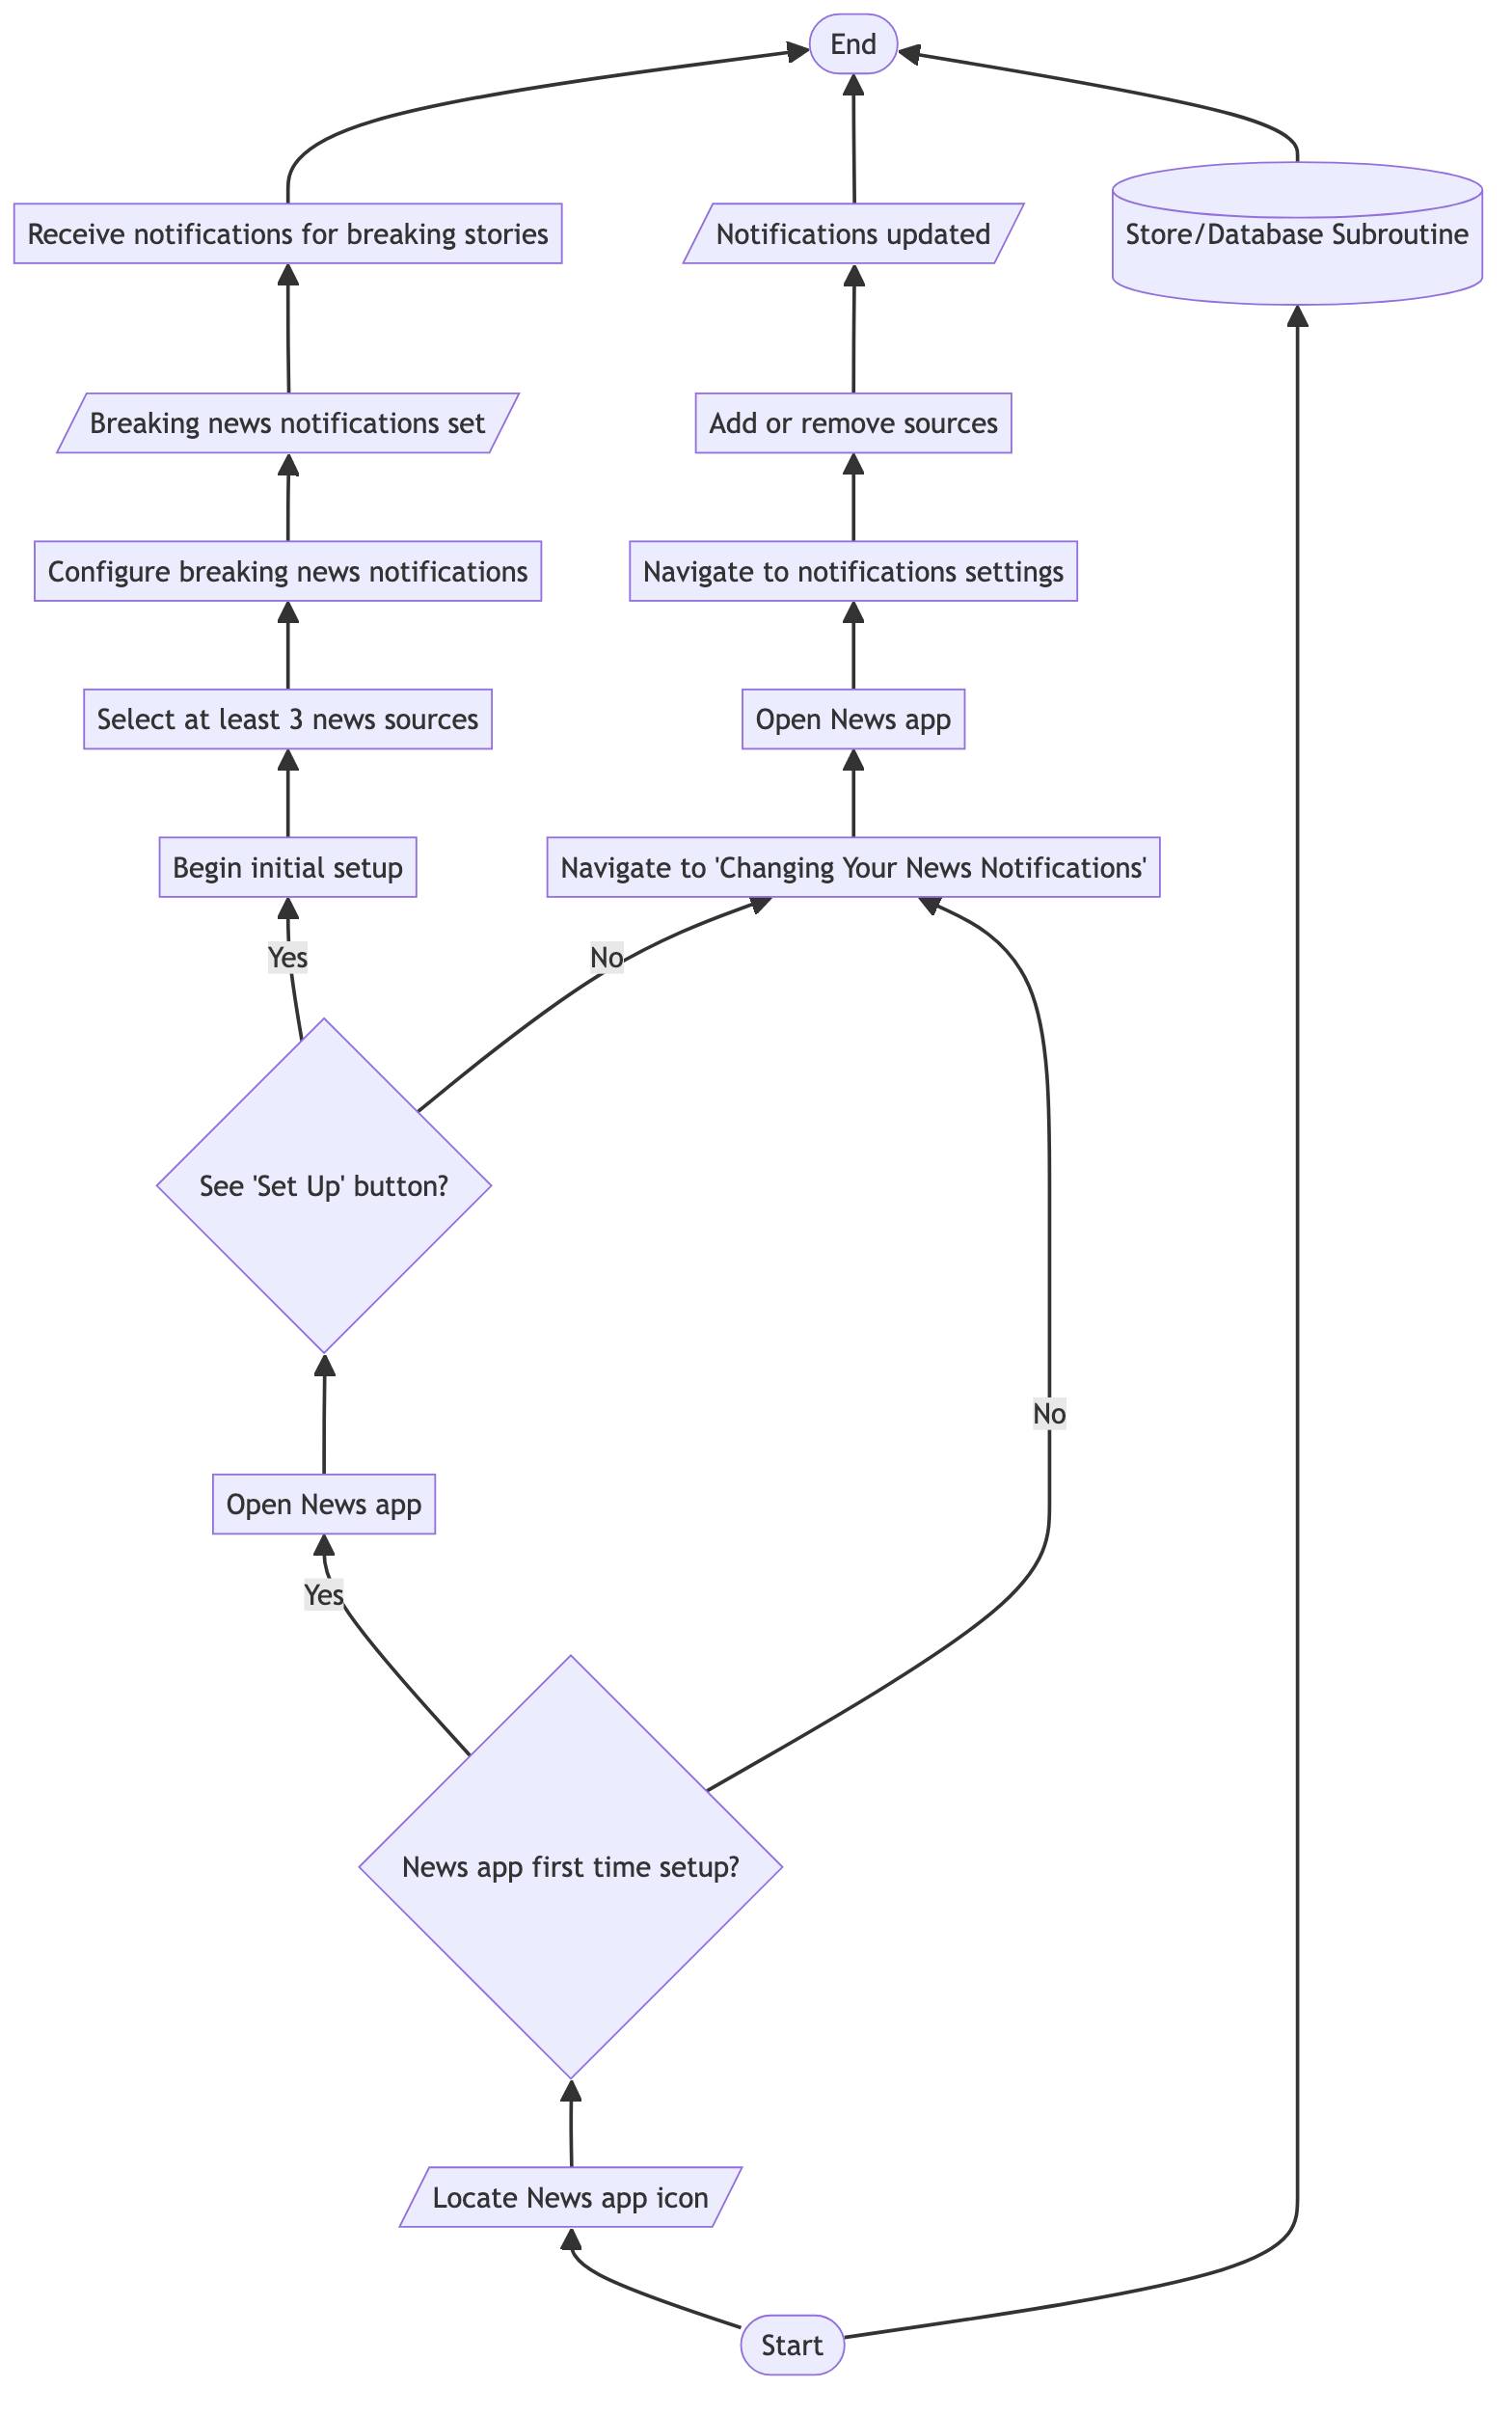 End
Receive notifications for breaking stories
Notifications updated
Store/Database Subroutine
Breaking news notifications set
Add or remove sources
Configure breaking news notifications
Navigate to notifications settings
Select at least 3 news sources
Open News app
Begin initial setup
Navigate to 'Changing Your News Notifications'
Yes
No
See 'Set Up' button?
No
Open News app
Yes
News app first time setup?
Locate News app icon
Start